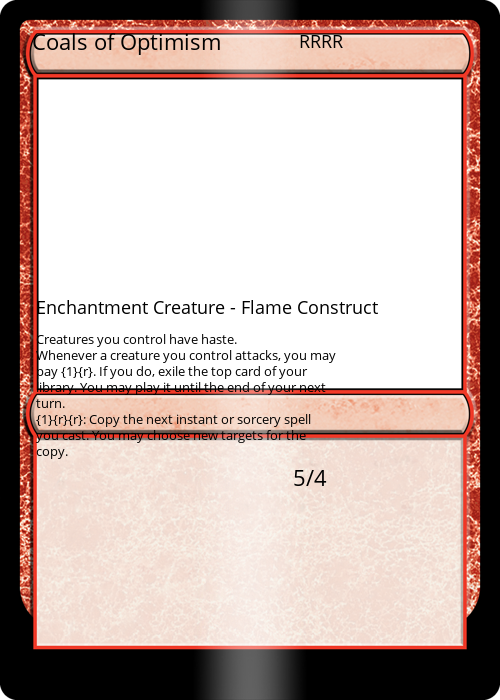 Coals of Optimism RRRR
Enchantment Creature - Flame Construct
Creatures you control have haste.
Whenever a creature you control attacks, you may
pay {1}{r}. If you do, exile the top card of your
library. You may play it until the end of your next
turn.
{1}{r}{r}: Copy the next instant or sorcery spell
you cast. You may choose new targets for the
copy.
5/4